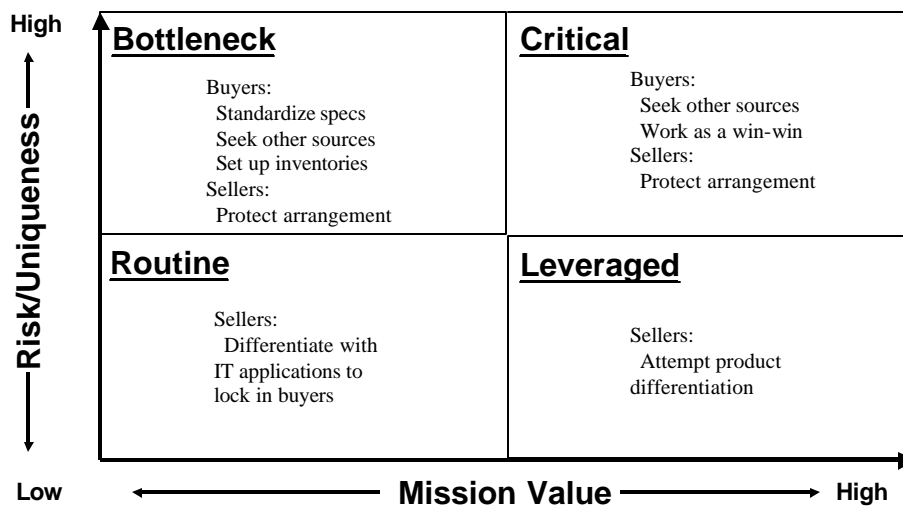 High
Bottleneck
Buyers:
Standardize specs
Seek other sources
Set up inventories
Sellers:
Protect arrangement
Critical
Buyers:
Seek other sources
Work as a win-win
Sellers:
Protect arrangement
Risk/Uniqueness
Routine
Sellers:
Differentiate with
IT applications to
lock in buyers
Leveraged
Sellers:
Attempt product
differentiation
Low
Mission Value
High